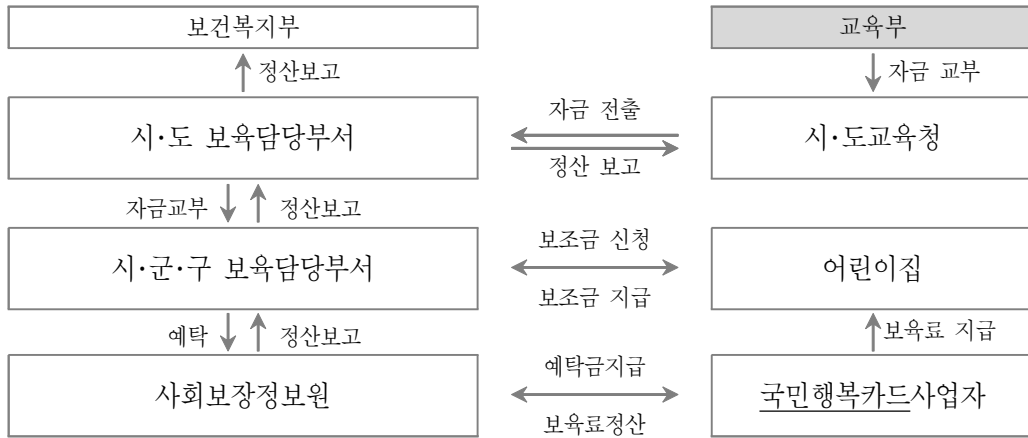 보건복지부
교육부
정산보고
자금 교부
시·도 보육담당부서
자금 전출
정산 보고
시·도교육청
자금교부
정산보고
시·군·구 보육담당부서
보조금 신청
보조금 지급
어린이집
예탁
정산보고
보육료 지급
사회보장정보원
예탁금지급
보육료정산
국민행복카드사업자